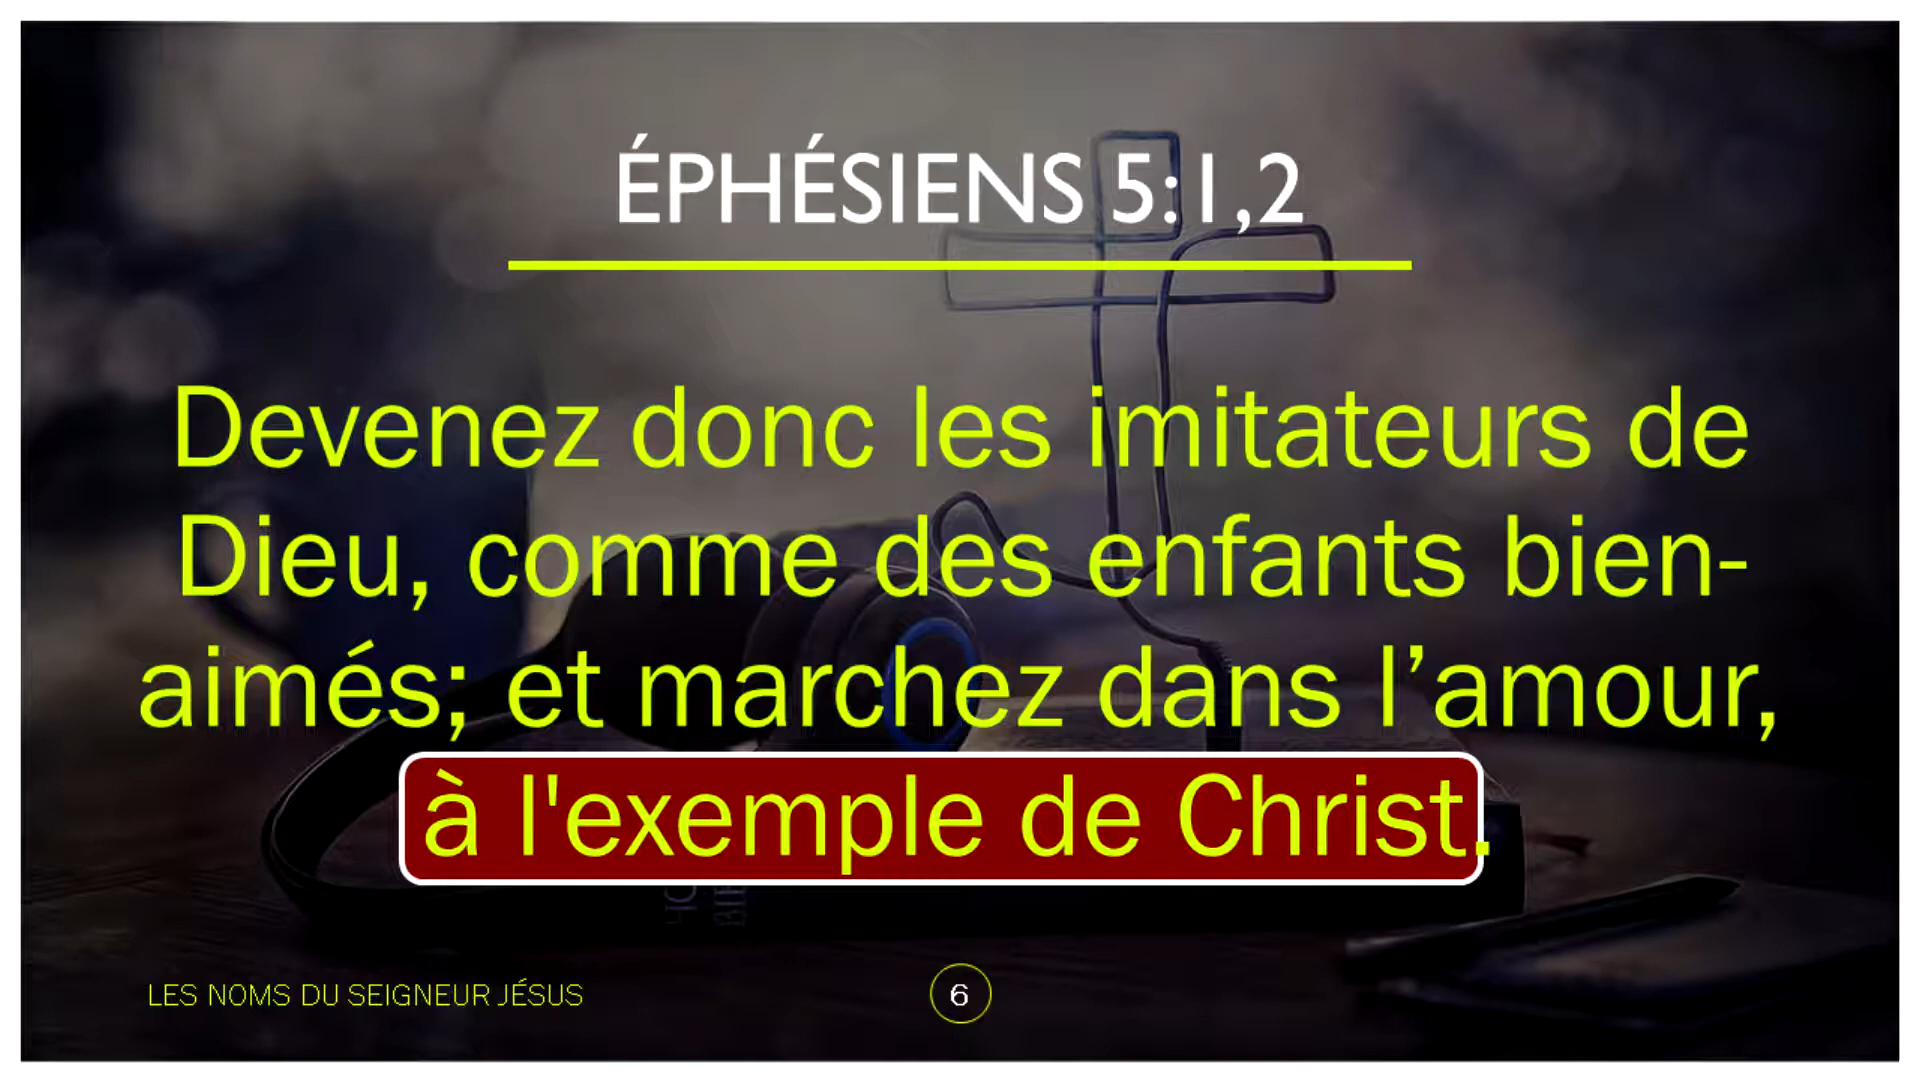 ÉPHÉSIENS 5:1,2
Devenez donc les imitateurs de
Dieu, comme des enfants bien-
aimés; et marchez dans l’amour,
à l'exemple de Christ.
LES NOMS DU SEIGNEUR JÉSUS
6